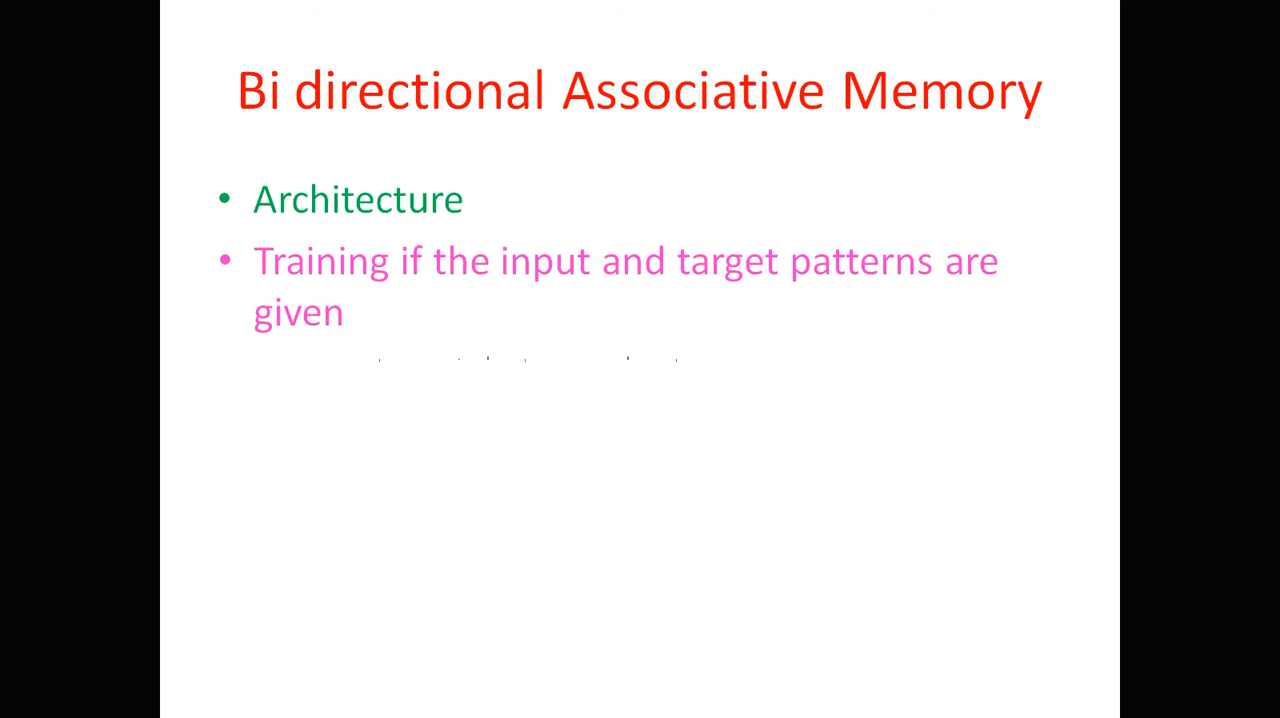 Bi directional Associative Memory
• Architecture
• Training if the input and target patterns are
given